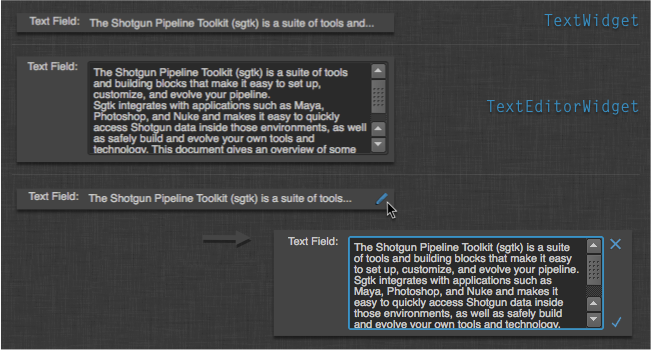 Text Field: The Shotgun Pipeline Toolkit (sgtk) is a suite of tools and...
TextWidget
Text Field: The Shotgun Pipeline Toolkit (sgtk) is a suite of tools
and building blocks that make it easy to set up,
customize, and evolve your pipeline.
Sgtk integrates with applications such as Maya,
Photoshop, and Nuke and makes it easy to quickly
access Shotgun data inside those environments, as well
as safely build and evolve your own tools and
technology. This document gives an overview of some
TextEditorWidget
Text Field: The Shotgun Pipeline Toolkit (sgtk) is a suite of tools...
Text Field: The Shotgun Pipeline Toolkit (sgtk) is a suite
of tools and building blocks that make it easy
to set up, customize, and evolve your pipeline.
Sgtk integrates with applications such as
Maya, Photoshop, and Nuke and makes it
easy to quickly access Shotgun data inside
those environments, as well as safely build
and evolve your own tools and technology.